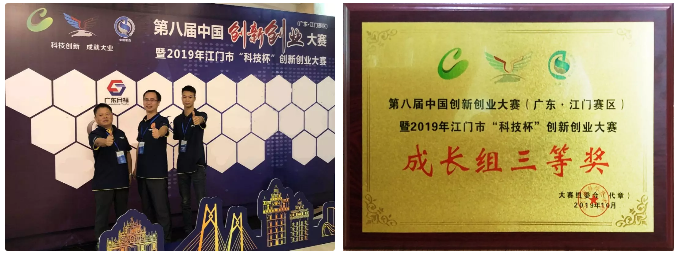 第八届中国创新创业大赛
(广东·江门赛区)
暨2019年江门市“科技杯”创新创业大赛
科技创新 成就大业
第八届中国创新创业大赛(广东·江门赛区)
暨2019年江门市“科技杯”创新创业大赛
成长组三等奖
大赛组委会(代章)
2019年10月